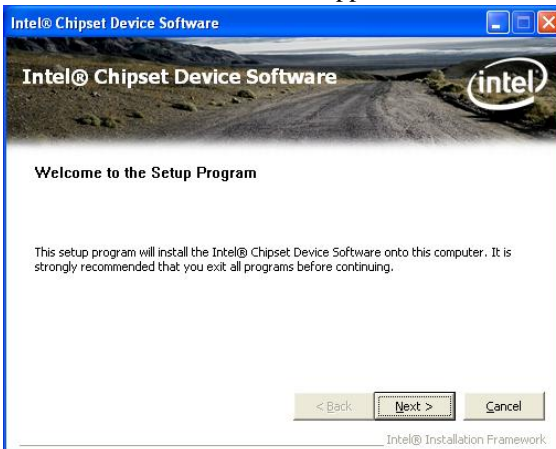 Intel® Chipset Device Software
Intel® Chipset Device Software
intel
Welcome to the Setup Program
This setup program will install the Intel® Chipset Device Software onto this computer. It is
strongly recommended that you exit all programs before continuing.
< Back Next > Cancel
Intel® Installation Framework